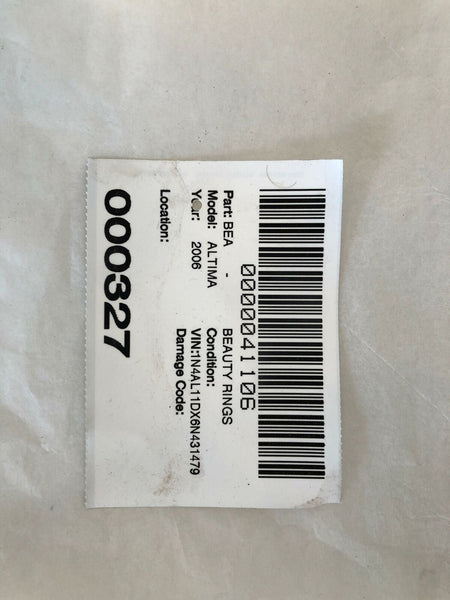 0000041106
Part: BEA - BEAUTY RINGS
Model: ALTIMA Condition:
Year: 2006 VIN:1N4AL11DX6N431479
Damage Code:
Location:
000327